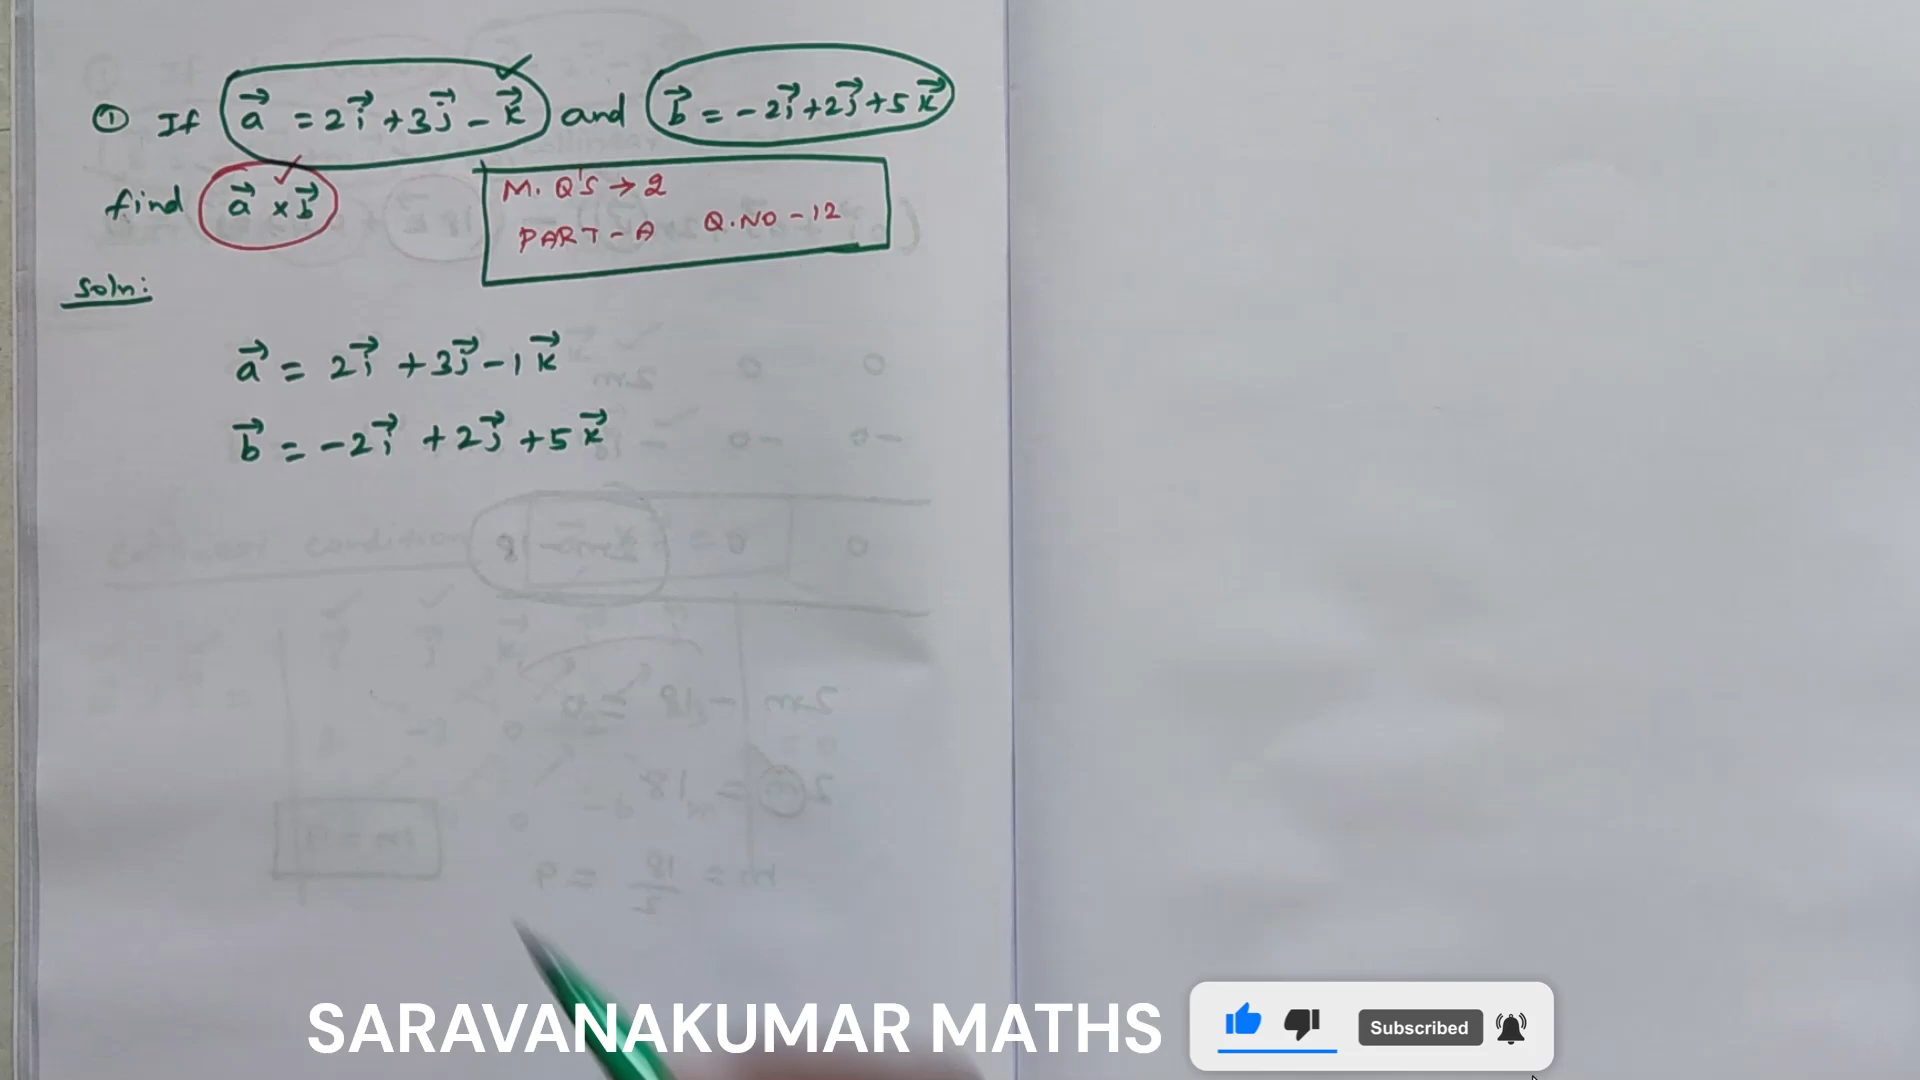 ① If a⃗ = 2i⃗ + 3j⃗ - k⃗ and b⃗ = -2i⃗ + 2j⃗ + 5k⃗
find a⃗ × b⃗
M. Q'S → 2
PART - A Q.NO - 12
Soln:
a⃗ = 2i⃗ + 3j⃗ - 1k⃗
b⃗ = -2i⃗ + 2j⃗ + 5k⃗
SARAVANAKUMAR MATHS
Subscribed